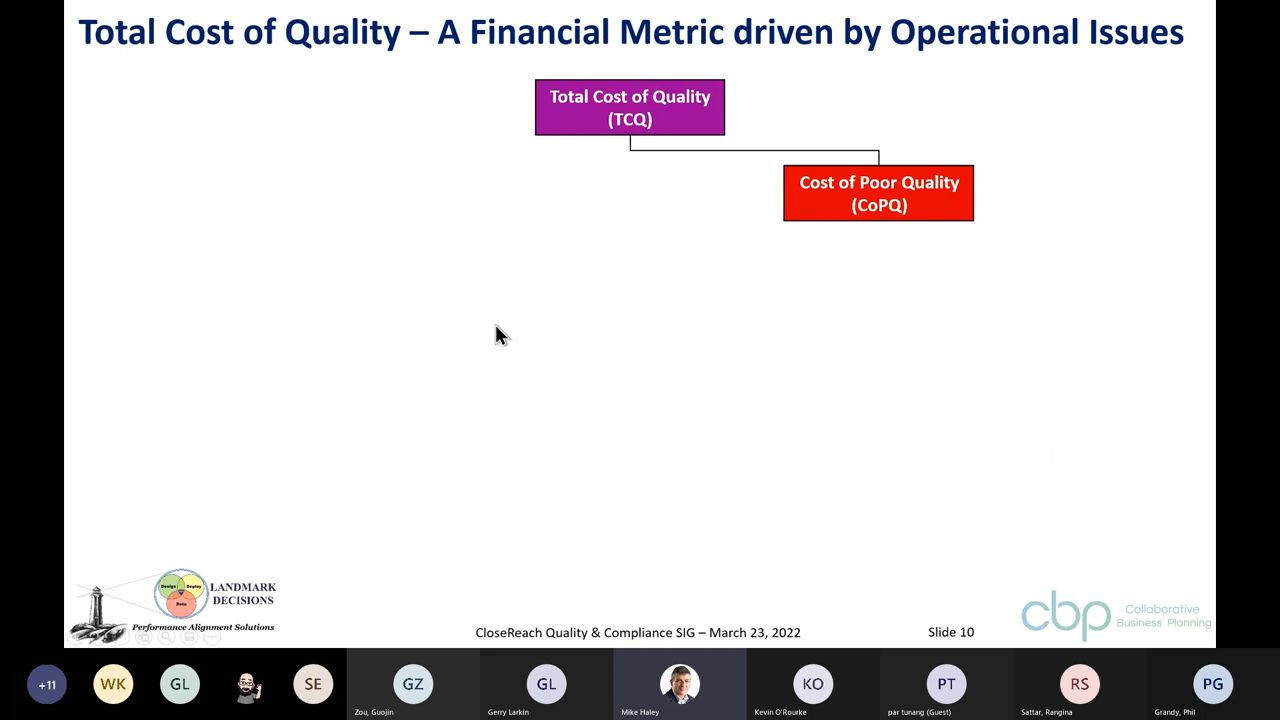 Total Cost of Quality – A Financial Metric driven by Operational Issues
Total Cost of Quality
(TCQ)
Cost of Poor Quality
(CoPQ)
Design
Deploy
Data
LANDMARK
DECISIONS
Performance Alignment Solutions
CloseReach Quality & Compliance SIG – March 23, 2022
Slide 10
cbp
Collaborative
Business Planning
+11
WK
GL
SE
GZ
Zou, Guojin
GL
Gerry Larkin
Mike Haley
KO
Kevin O'Rourke
PT
par tunang (Guest)
RS
Sattar, Rangina
PG
Grandy, Phil